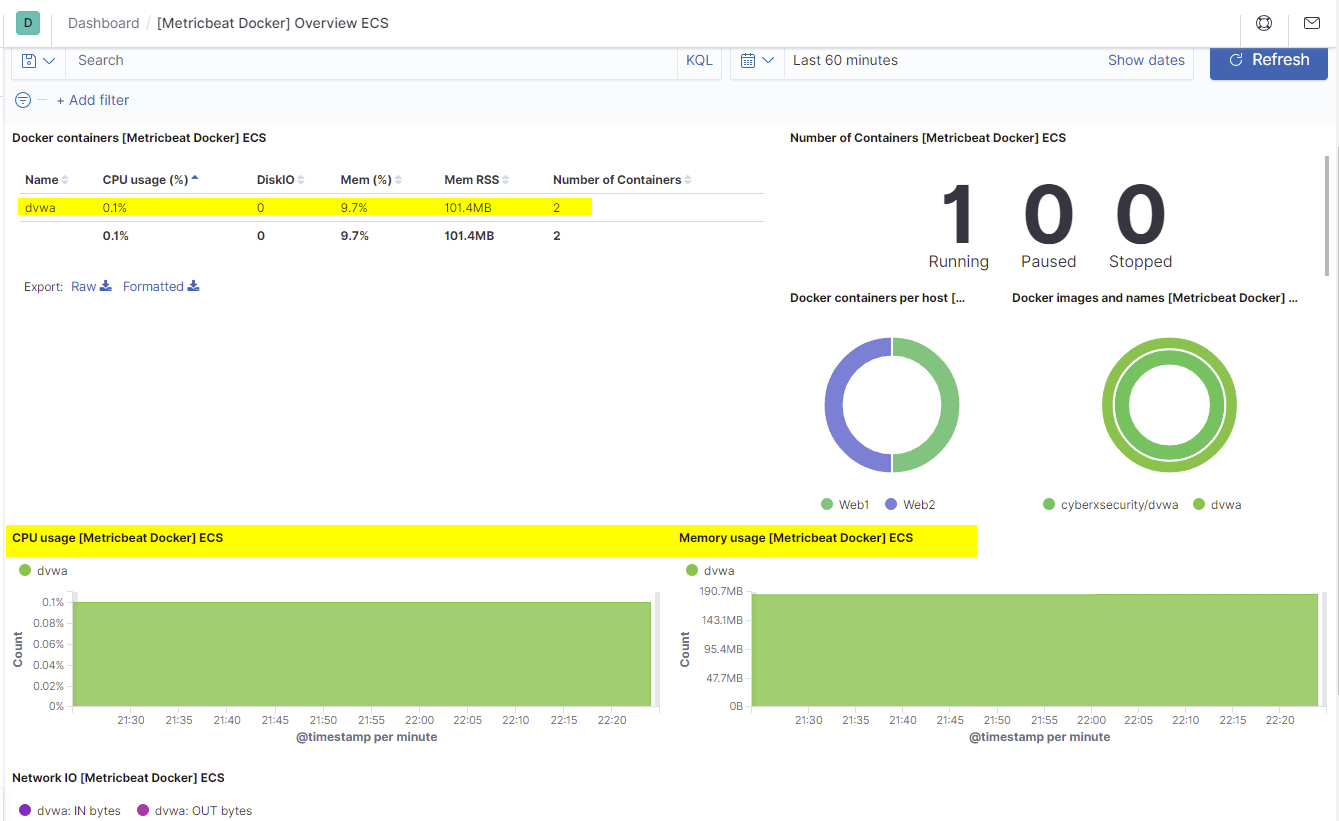 D Dashboard / [Metricbeat Docker] Overview ECS
Search KQL Last 60 minutes Show dates Refresh
+ Add filter
Docker containers [Metricbeat Docker] ECS
Name CPU usage (%) DiskIO Mem (%) Mem RSS Number of Containers
dvwa 0.1% 0 9.7% 101.4MB 2
0.1% 0 9.7% 101.4MB 2
Export: Raw Formatted
Number of Containers [Metricbeat Docker] ECS
1 0 0
Running Paused Stopped
Docker containers per host [...
Web1 Web2
Docker images and names [Metricbeat Docker] ...
cyberxsecurity/dvwa dvwa
CPU usage [Metricbeat Docker] ECS
dvwa
Count
0.1%
0.08%
0.06%
0.04%
0.02%
0%
21:30 21:35 21:40 21:45 21:50 21:55 22:00 22:05 22:10 22:15 22:20
@timestamp per minute
Memory usage [Metricbeat Docker] ECS
dvwa
Count
190.7MB
143.1MB
95.4MB
47.7MB
0B
21:30 21:35 21:40 21:45 21:50 21:55 22:00 22:05 22:10 22:15 22:20
@timestamp per minute
Network IO [Metricbeat Docker] ECS
dvwa: IN bytes dvwa: OUT bytes